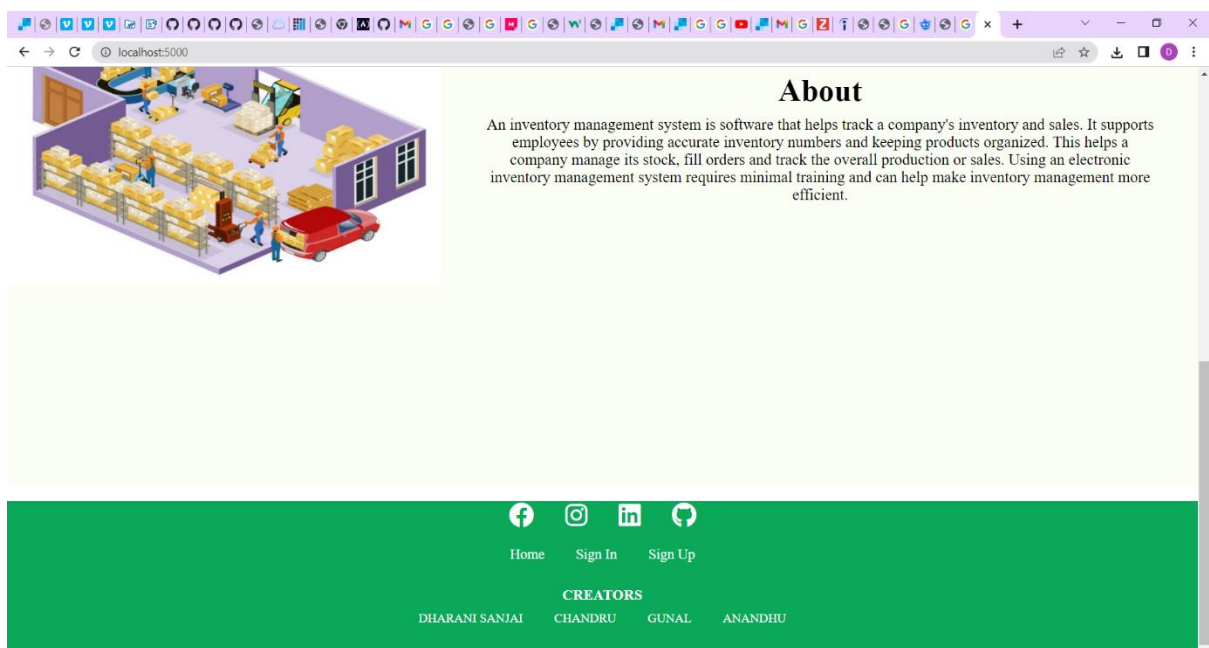 localhost:5000
About
An inventory management system is software that helps track a company's inventory and sales. It supports
employees by providing accurate inventory numbers and keeping products organized. This helps a
company manage its stock, fill orders and track the overall production or sales. Using an electronic
inventory management system requires minimal training and can help make inventory management more
efficient.
Home Sign In Sign Up
CREATORS
DHARANI SANJAI CHANDRU GUNAL ANANDHU